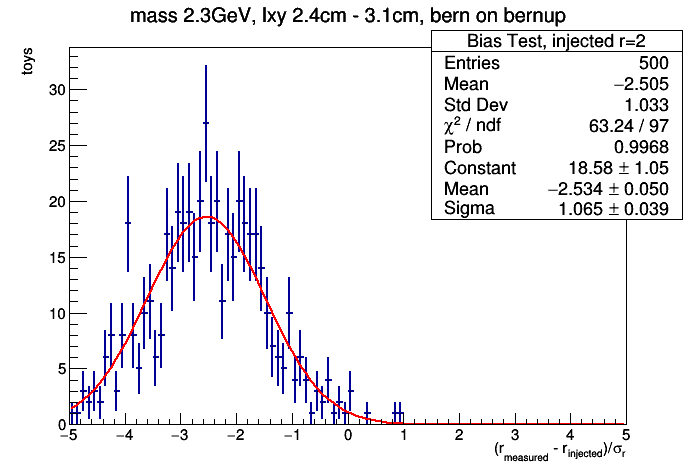 mass 2.3GeV, lxy 2.4cm - 3.1cm, bern on bernup
Bias Test, injected r=2
Entries 500
Mean −2.505
Std Dev 1.033
χ² / ndf 63.24 / 97
Prob 0.9968
Constant 18.58 ± 1.05
Mean −2.534 ± 0.050
Sigma 1.065 ± 0.039
toys
30
25
20
15
10
5
0
−5 −4 −3 −2 −1 0 1 2 3 4 5
(r_measured - r_injected)/σ_r